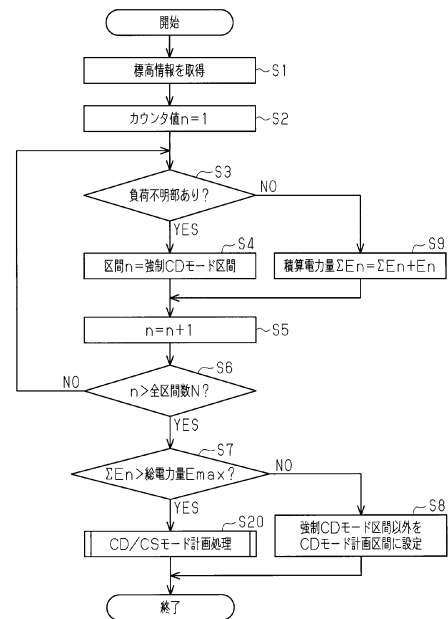 開始
標高情報を取得
S1
カウンタ値n=1
S2
負荷不明部あり?
S3
NO
YES
区間n=強制CDモード区間
S4
積算電力量ΣEn=ΣEn+En
S9
n=n+1
S5
n>全区間数N?
S6
NO
YES
ΣEn>総電力量Emax?
S7
NO
YES
CD/CSモード計画処理
S20
強制CDモード区間以外を
CDモード計画区間に設定
S8
終了